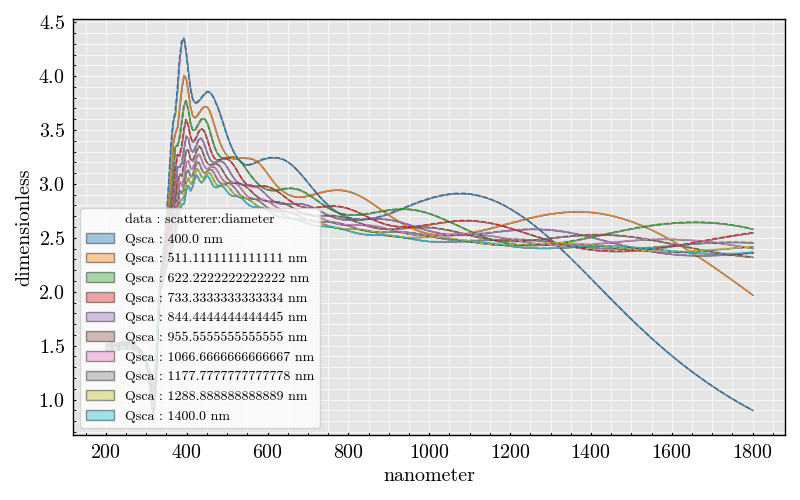 4.5
4.0
3.5
3.0
2.5
2.0
1.5
1.0
dimensionless
data : scatterer:diameter
Qsca : 400.0 nm
Qsca : 511.1111111111111 nm
Qsca : 622.2222222222222 nm
Qsca : 733.3333333333334 nm
Qsca : 844.4444444444445 nm
Qsca : 955.5555555555555 nm
Qsca : 1066.6666666666667 nm
Qsca : 1177.7777777777778 nm
Qsca : 1288.888888888889 nm
Qsca : 1400.0 nm
200 400 600 800 1000 1200 1400 1600 1800
nanometer